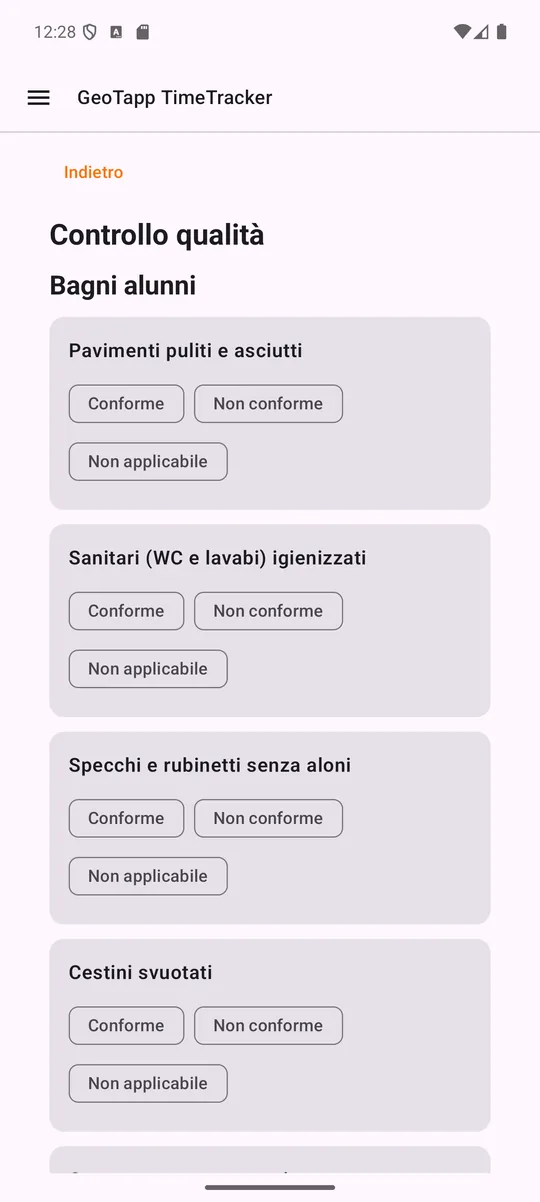 12:28
GeoTapp TimeTracker
Indietro
Controllo qualità
Bagni alunni
Pavimenti puliti e asciutti
Conforme
Non conforme
Non applicabile
Sanitari (WC e lavabi) igienizzati
Conforme
Non conforme
Non applicabile
Specchi e rubinetti senza aloni
Conforme
Non conforme
Non applicabile
Cestini svuotati
Conforme
Non conforme
Non applicabile